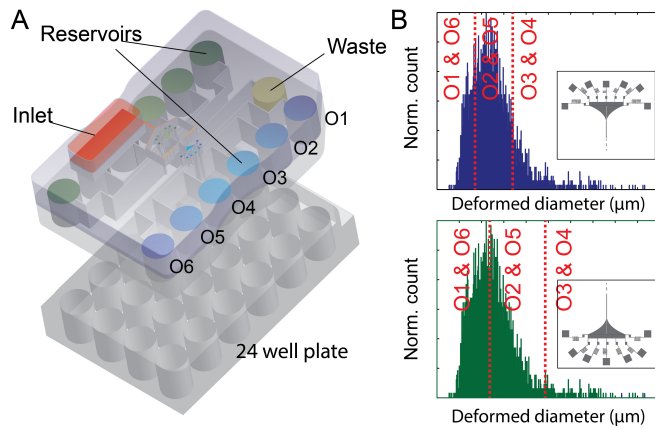 A
Reservoirs
Waste
Inlet
O1
O2
O3
O4
O5
O6
24 well plate
B
Norm. count
O1 & O6
O2 & O5
O3 & O4
Deformed diameter (μm)
Norm. count
O1 & O6
O2 & O5
O3 & O4
Deformed diameter (μm)